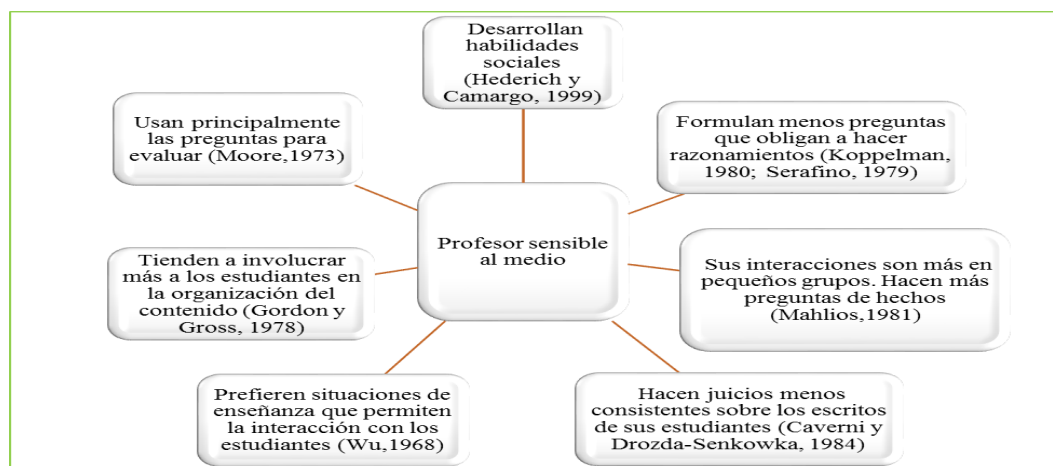 Desarrollan
habilidades
sociales
(Hederich y
Camargo, 1999)
Usan principalmente
las preguntas para
evaluar (Moore,1973)
Formulan menos preguntas
que obligan a hacer
razonamientos (Koppelman,
1980; Serafino, 1979)
Profesor sensible
al medio
Tienden a involucrar
más a los estudiantes en
la organización del
contenido (Gordon y
Gross, 1978)
Sus interacciones son más en
pequeños grupos. Hacen más
preguntas de hechos
(Mahlios,1981)
Prefieren situaciones de
enseñanza que permiten
la interacción con los
estudiantes (Wu,1968)
Hacen juicios menos
consistentes sobre los escritos
de sus estudiantes (Caverni y
Drozda-Senkowka, 1984)